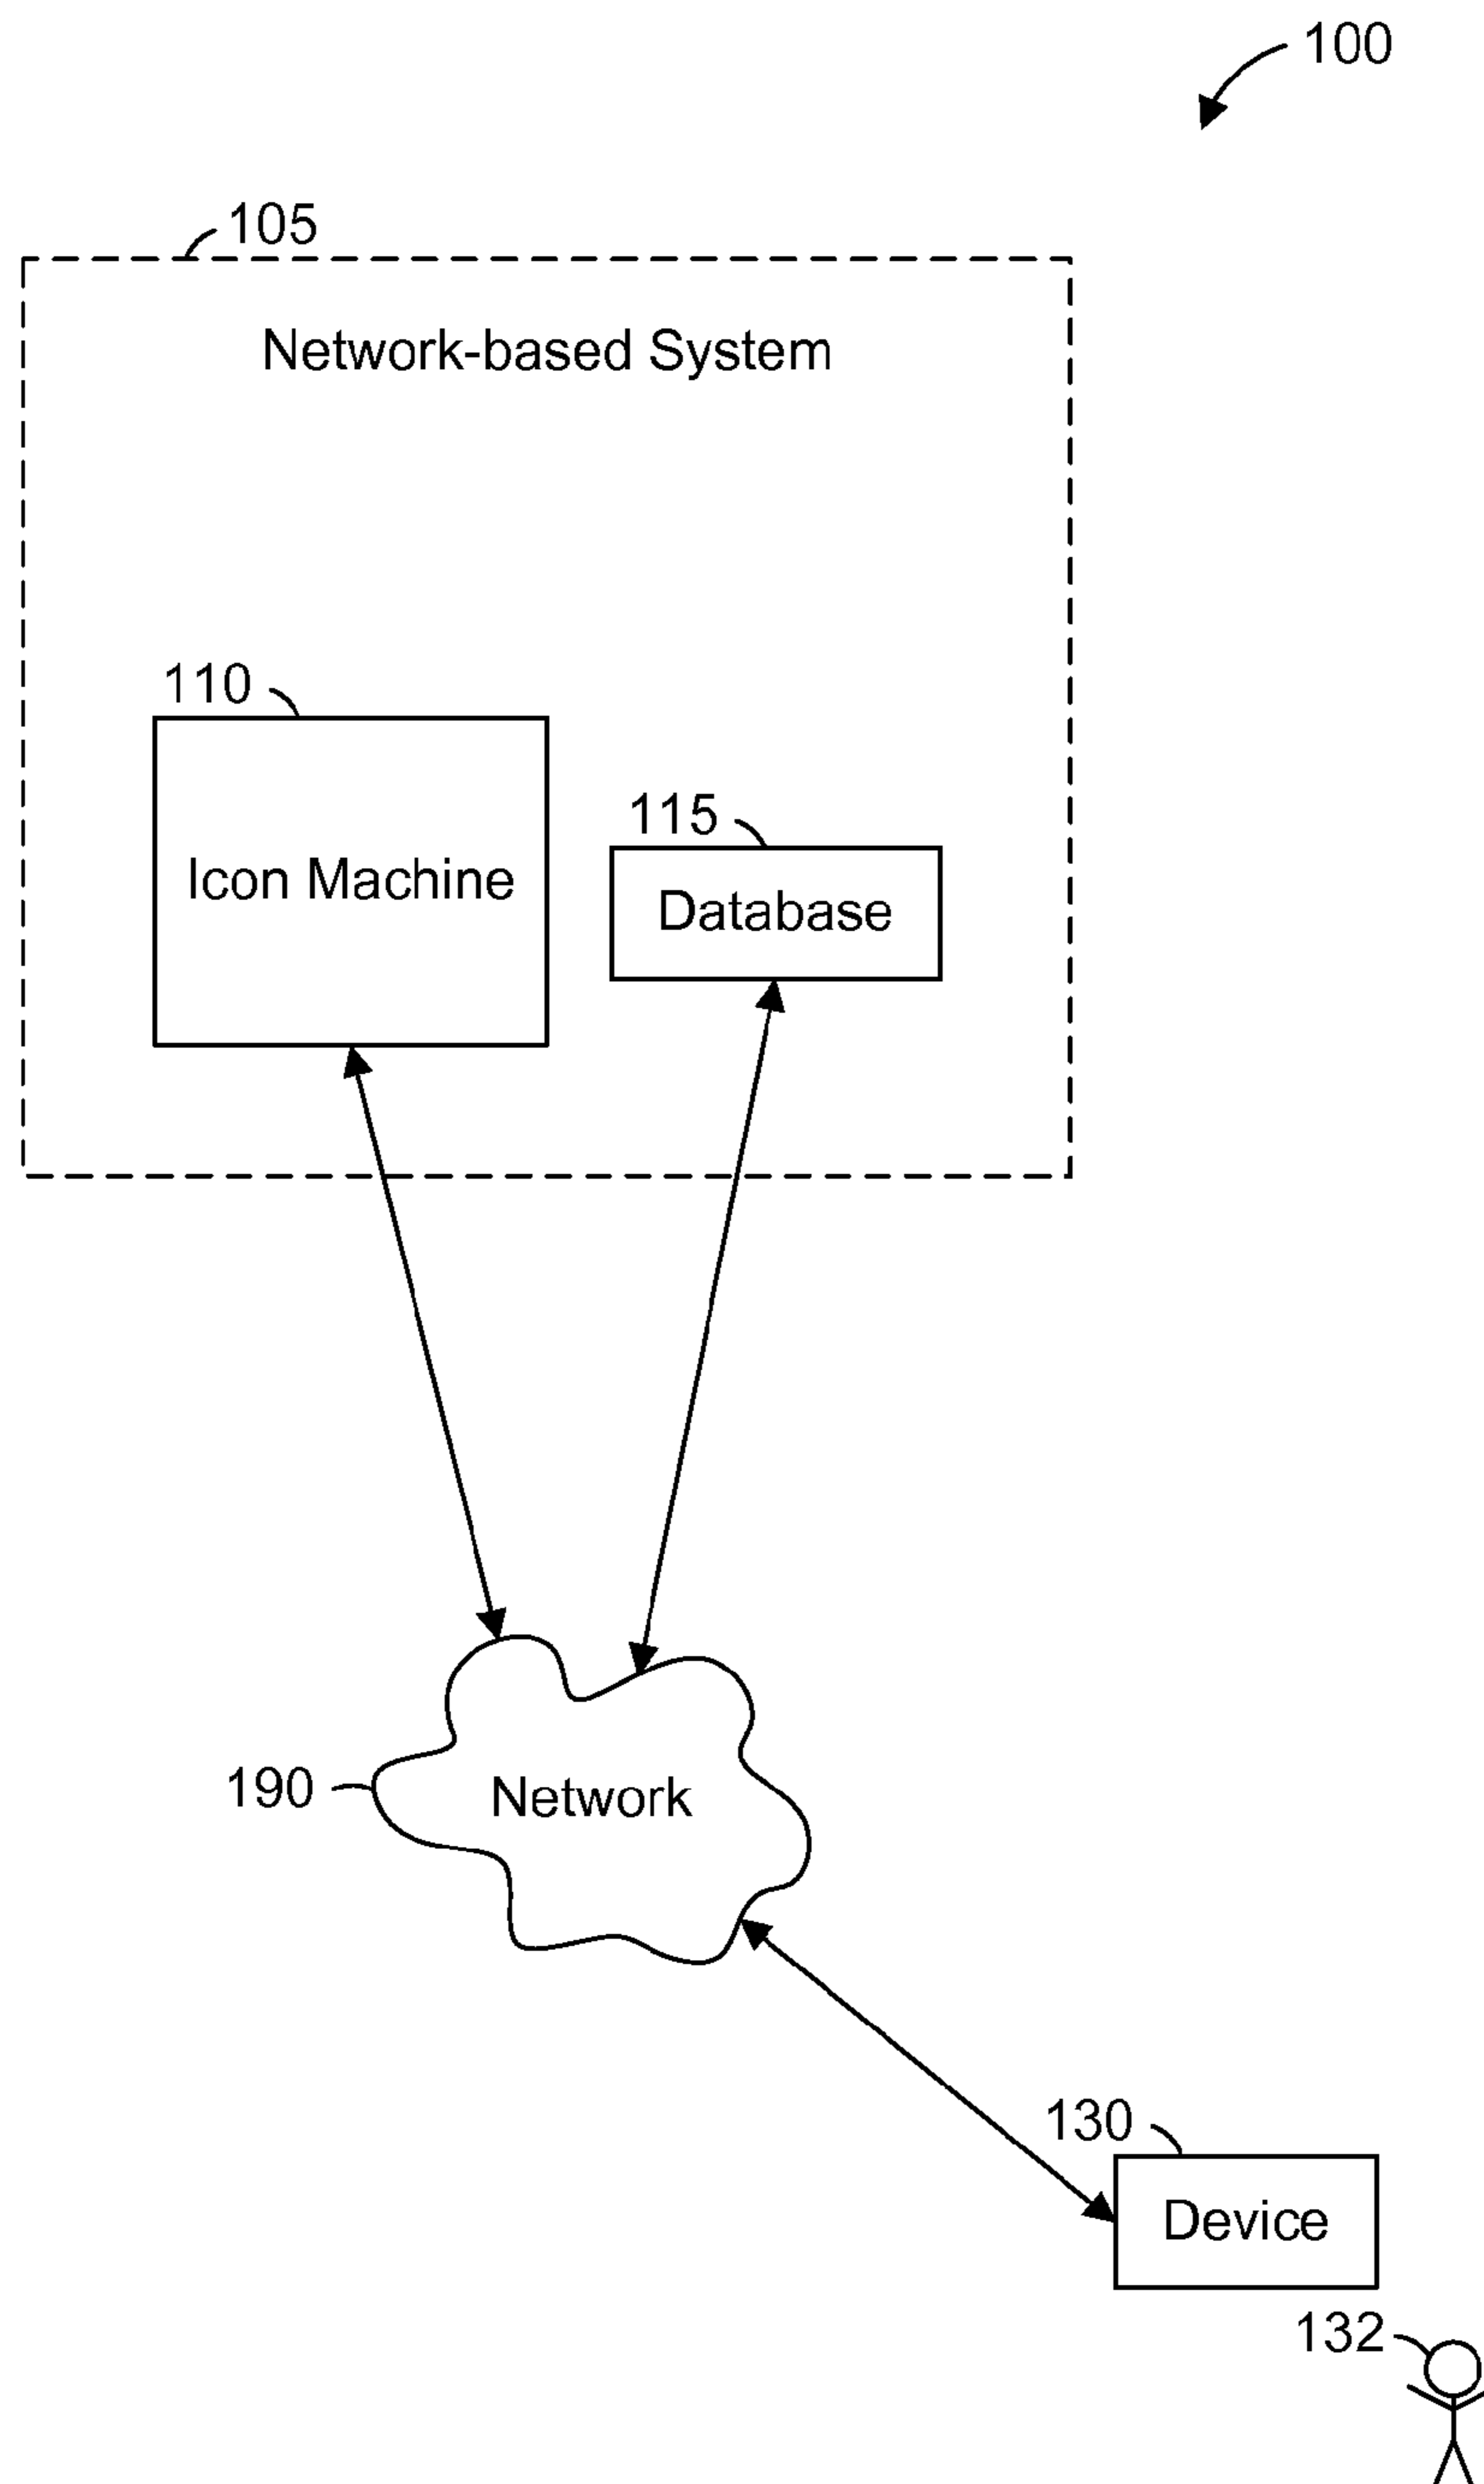 100
105
Network-based System
110
Icon Machine
115
Database
190
Network
130
Device
132